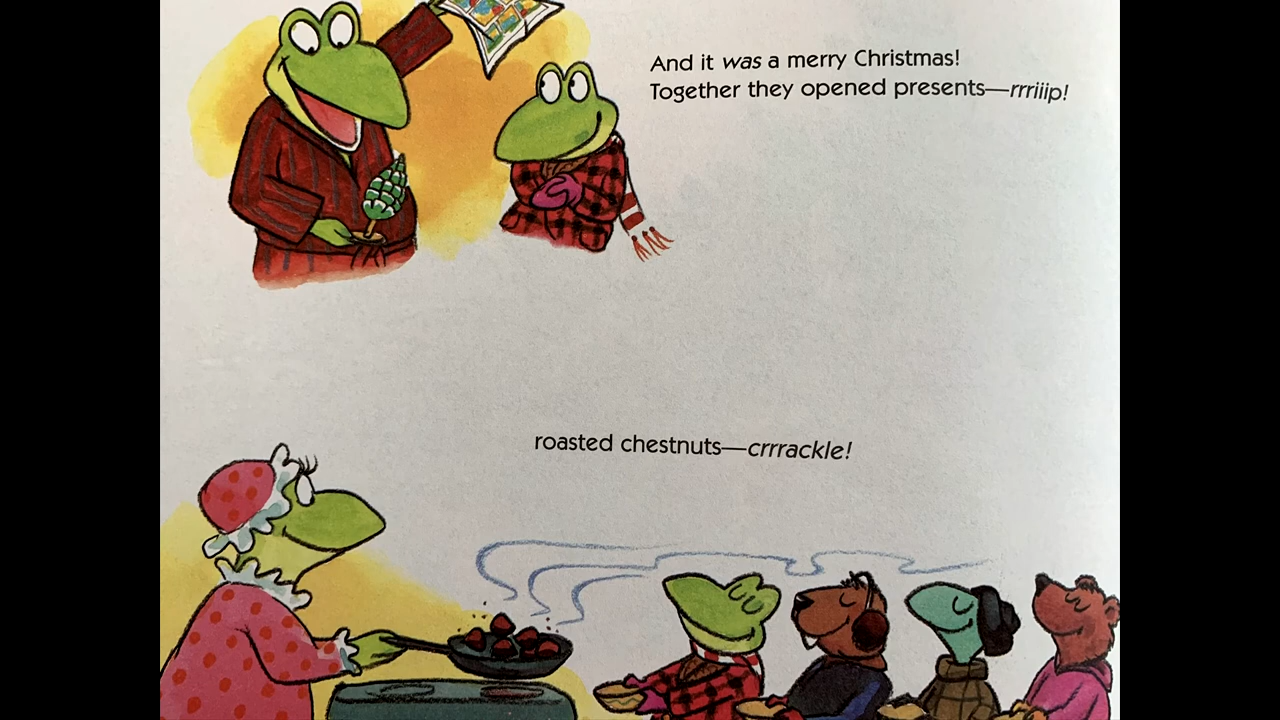 And it was a merry Christmas!
Together they opened presents—rrriiip!
roasted chestnuts—crrrackle!